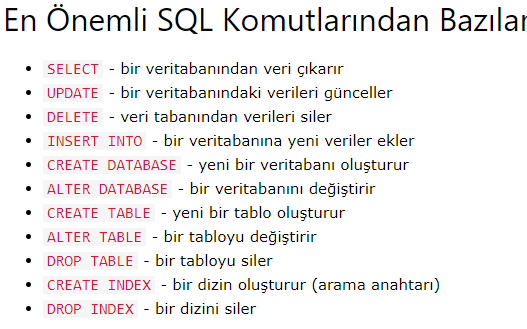 En Önemli SQL Komutlarından Bazılar
SELECT - bir veritabanından veri çıkarır
UPDATE - bir veritabanındaki verileri günceller
DELETE - veri tabanından verileri siler
INSERT INTO - bir veritabanına yeni veriler ekler
CREATE DATABASE - yeni bir veritabanı oluşturur
ALTER DATABASE - bir veritabanını değiştirir
CREATE TABLE - yeni bir tablo oluşturur
ALTER TABLE - bir tabloyu değiştirir
DROP TABLE - bir tabloyu siler
CREATE INDEX - bir dizin oluşturur (arama anahtarı)
DROP INDEX - bir dizini siler